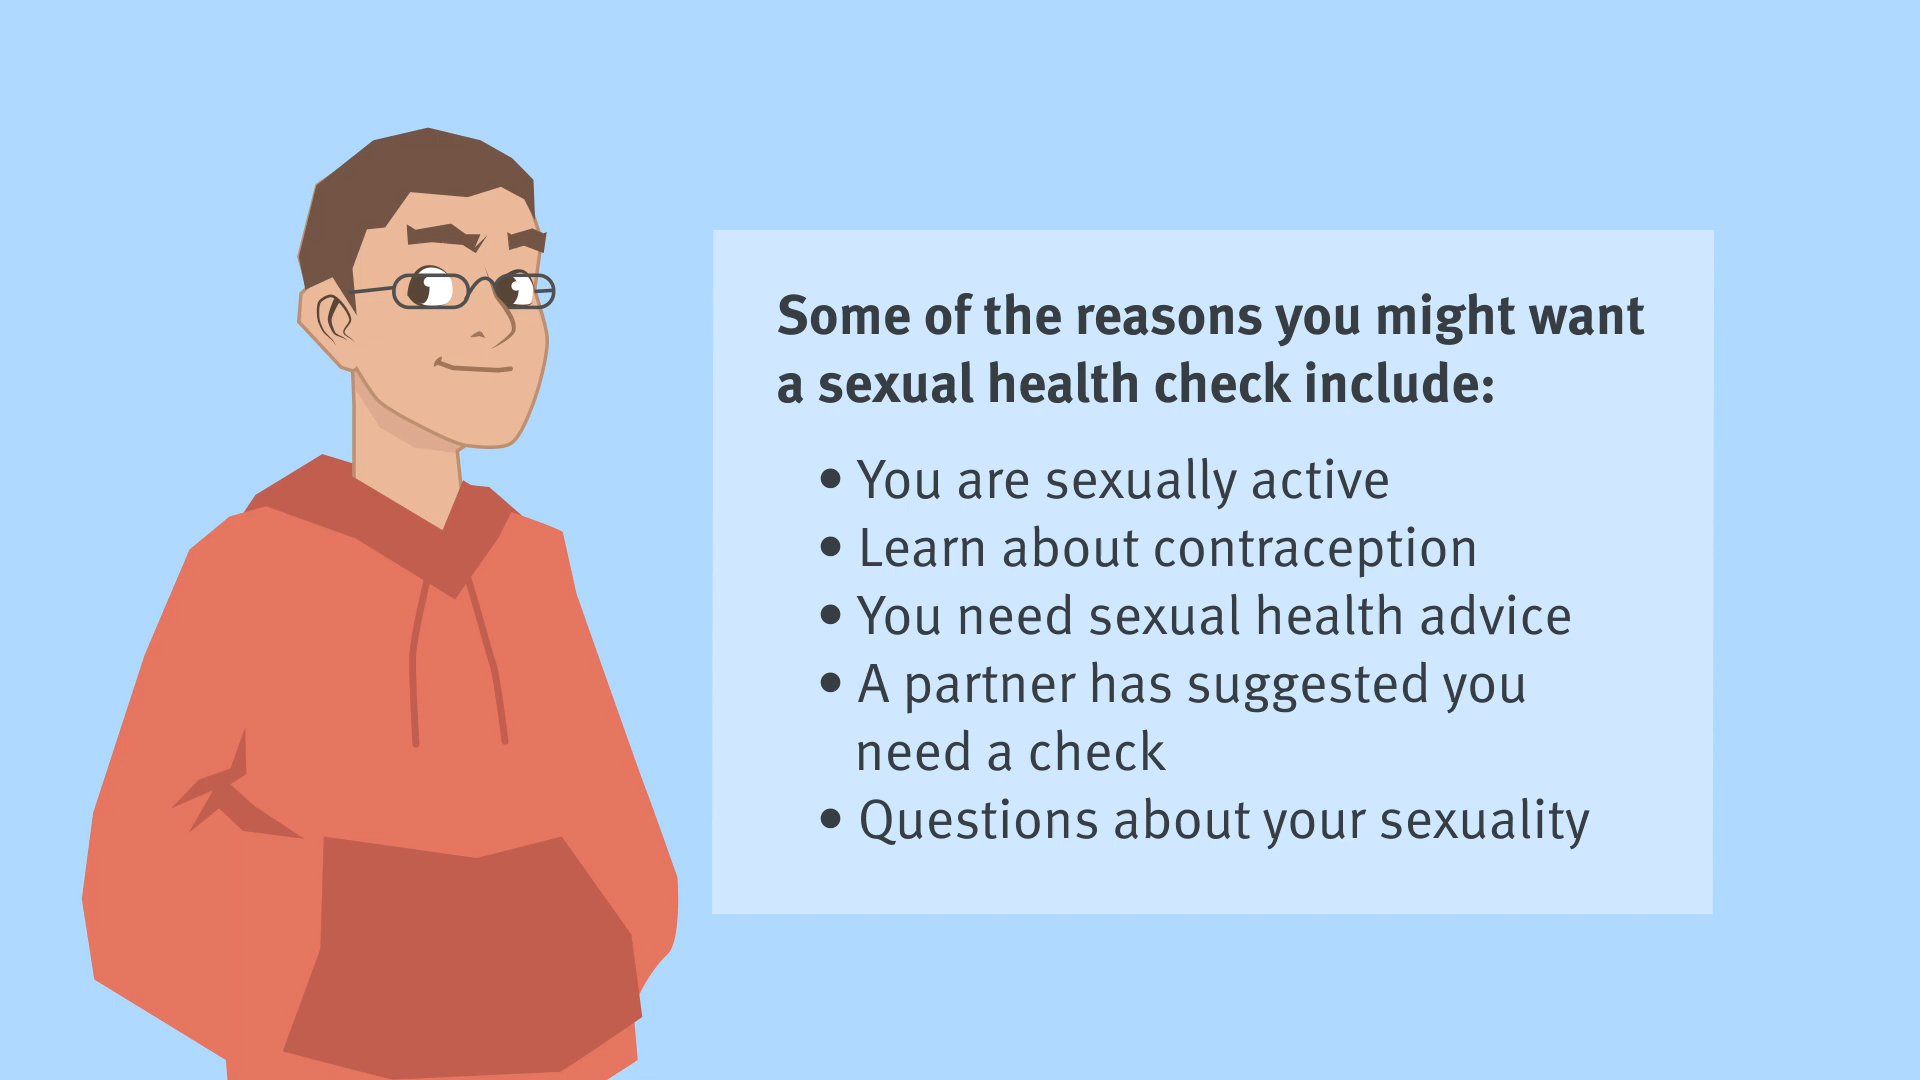 Some of the reasons you might want
a sexual health check include:
• You are sexually active
• Learn about contraception
• You need sexual health advice
• A partner has suggested you
need a check
• Questions about your sexuality